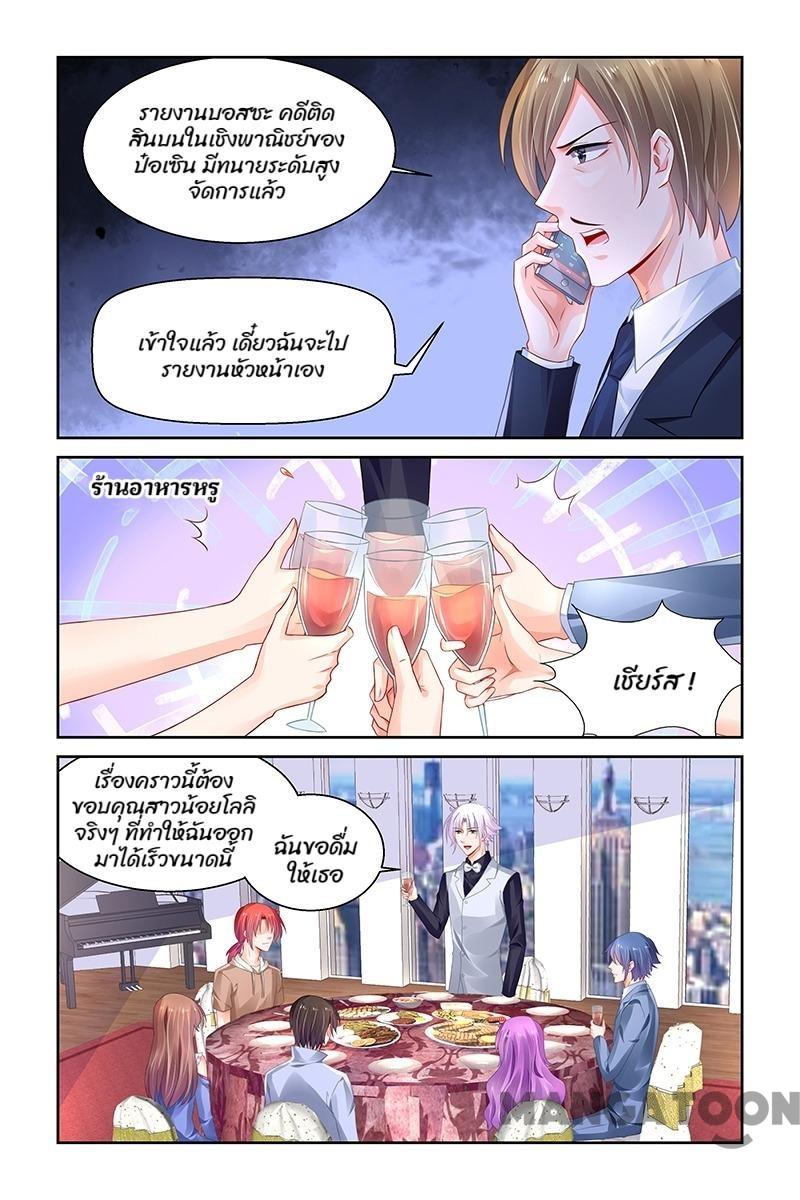 รายงานบอสซะ คดีติด
สินบนในเชิงพาณิชย์ของ
ป๋อเซิน มีทนายระดับสูง
จัดการแล้ว
เข้าใจแล้ว เดี๋ยวฉันจะไป
รายงานหัวหน้าเอง
ร้านอาหารหรู
เชียร์ส !
เรื่องคราวนี้ต้อง
ขอบคุณสาวน้อยโลลิ
จริงๆ ที่ทำให้ฉันออก
มาได้เร็วขนาดนี้
ฉันขอดื่ม
ให้เธอ
MANGATOON